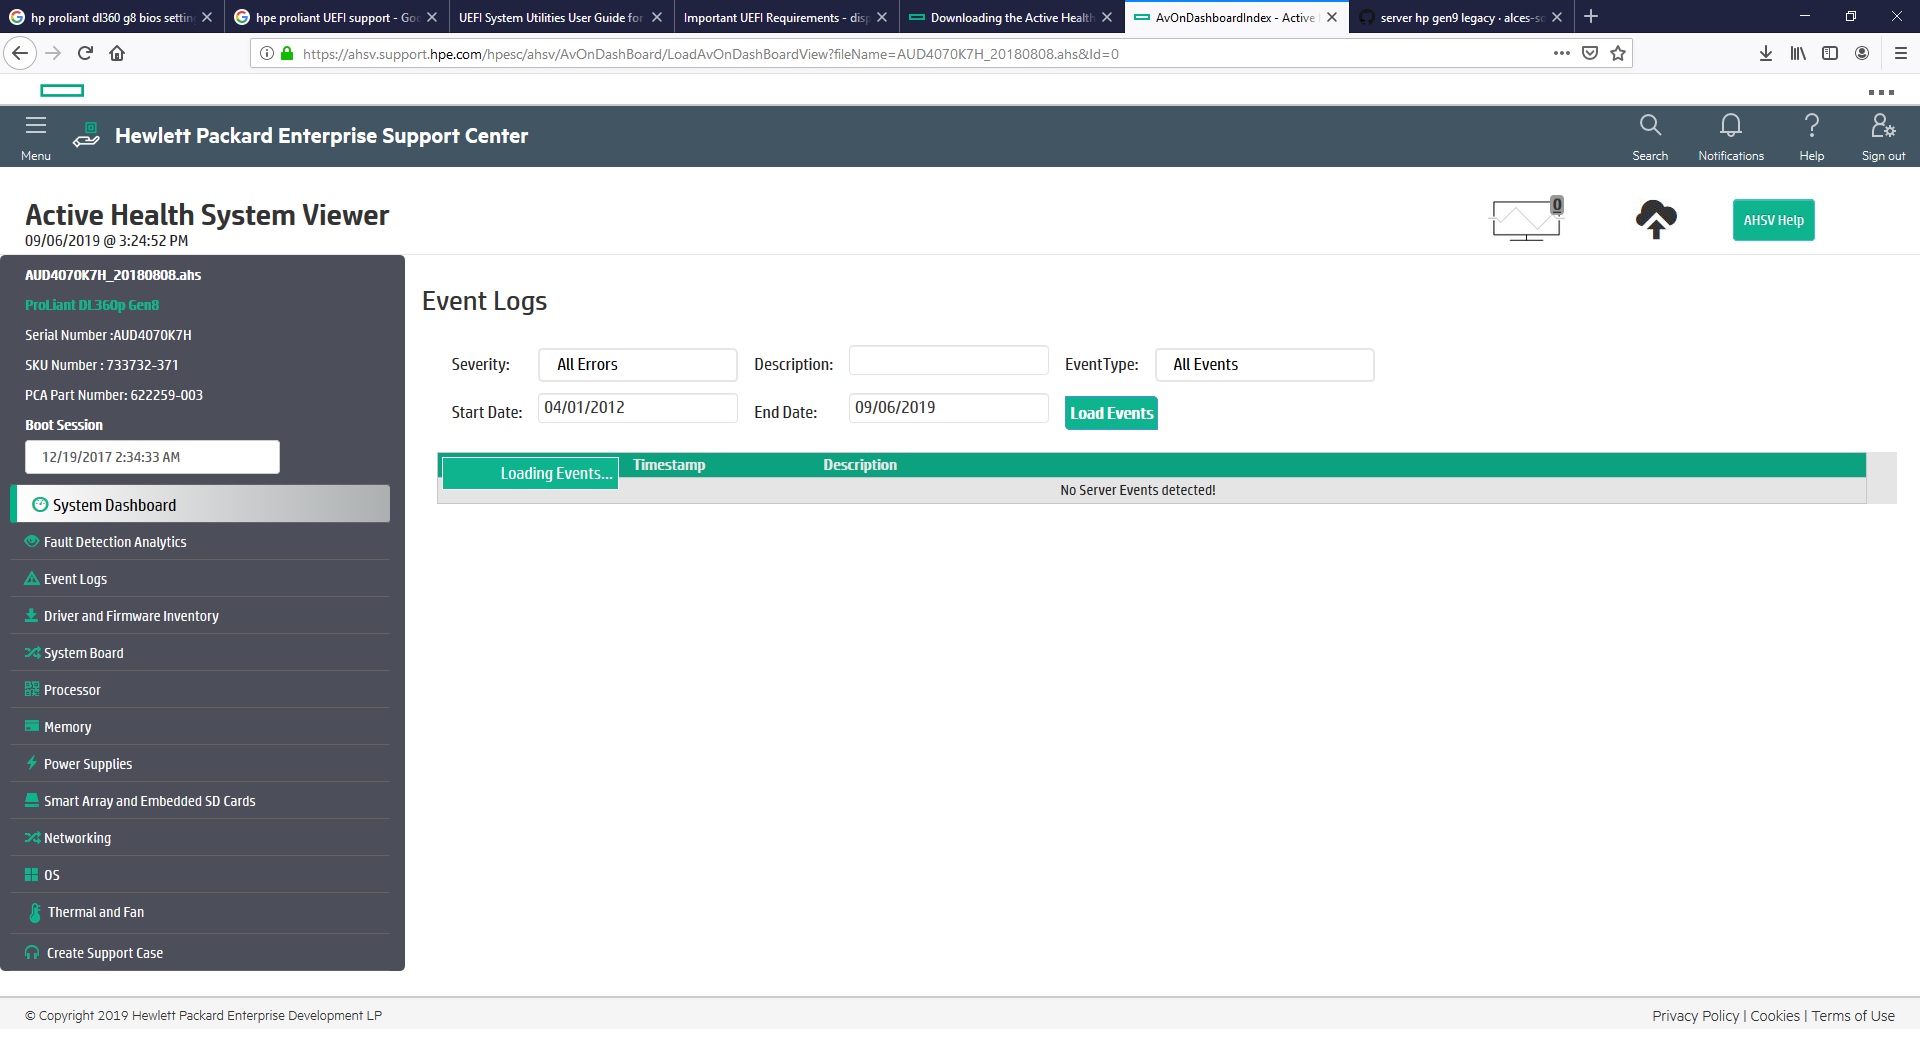 hp proliant dl360 g8 bios settin
hpe proliant UEFI support - Goo
UEFI System Utilities User Guide for
Important UEFI Requirements - disp
Downloading the Active Health
AvOnDashboardIndex - Active
server hp gen9 legacy · alces-so
https://ahsv.support.hpe.com/hpesc/ahsv/AvOnDashBoard/LoadAvOnDashBoardView?fileName=AUD4070K7H_20180808.ahs&Id=0
Menu
Hewlett Packard Enterprise Support Center
Search
Notifications
Help
Sign out
Active Health System Viewer
09/06/2019 @ 3:24:52 PM
0
AHSV Help
AUD4070K7H_20180808.ahs
ProLiant DL360p Gen8
Serial Number :AUD4070K7H
SKU Number : 733732-371
PCA Part Number: 622259-003
Boot Session
12/19/2017 2:34:33 AM
System Dashboard
Fault Detection Analytics
Event Logs
Driver and Firmware Inventory
System Board
Processor
Memory
Power Supplies
Smart Array and Embedded SD Cards
Networking
OS
Thermal and Fan
Create Support Case
Event Logs
Severity: All Errors Description: EventType: All Events
Start Date: 04/01/2012 End Date: 09/06/2019 Load Events
Loading Events... Timestamp Description
No Server Events detected!
© Copyright 2019 Hewlett Packard Enterprise Development LP
Privacy Policy | Cookies | Terms of Use